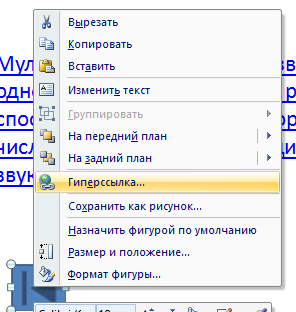 Вырезать
Копировать
Вставить
Изменить текст
Группировать
На передний план
На задний план
Гиперссылка...
Сохранить как рисунок...
Назначить фигурой по умолчанию
Размер и положение...
Формат фигуры...